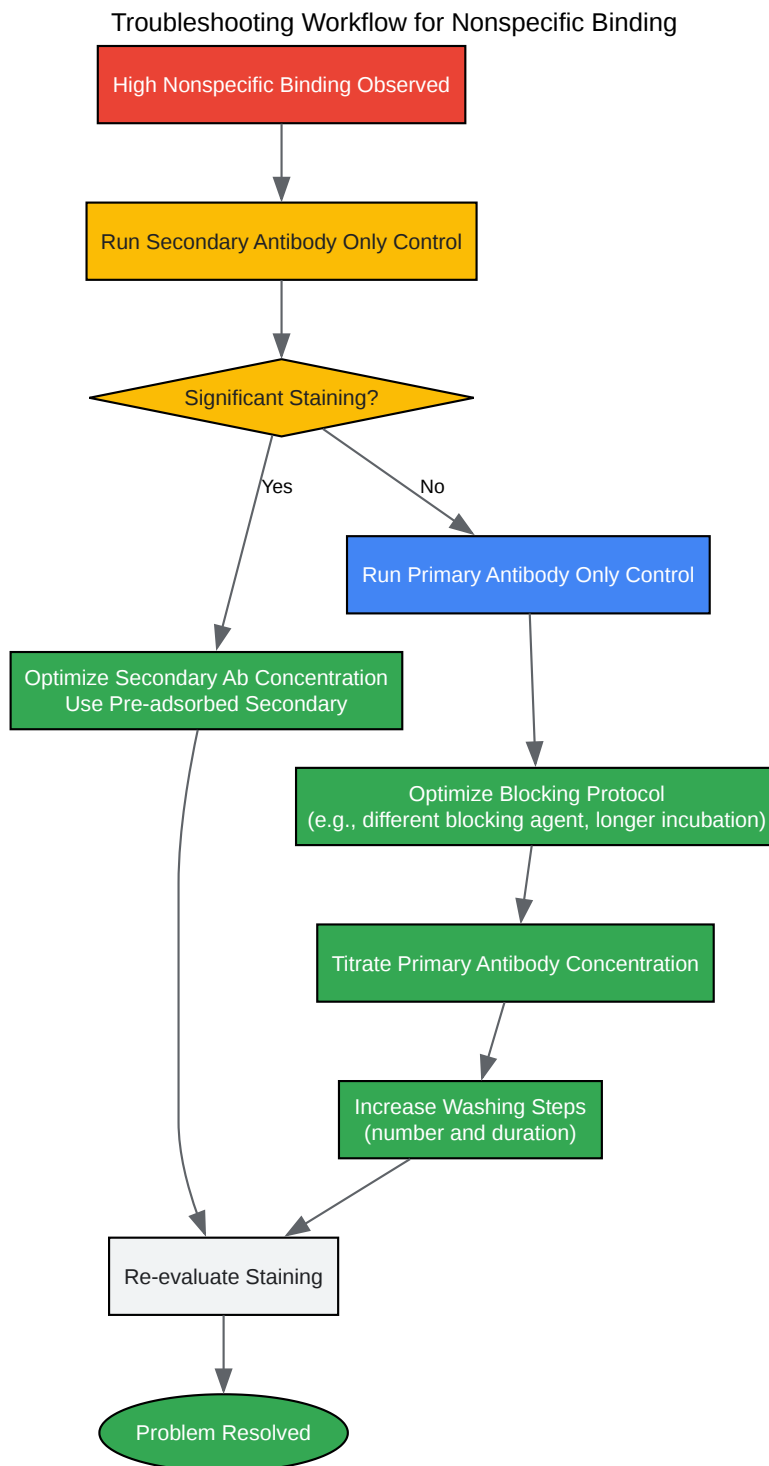 Troubleshooting Workflow for Nonspecific Binding
High Nonspecific Binding Observed
Run Secondary Antibody Only Control
Significant Staining?
Yes
No
Run Primary Antibody Only Control
Optimize Secondary Ab Concentration
Use Pre-adsorbed Secondary
Optimize Blocking Protocol
(e.g., different blocking agent, longer incubation)
Titrate Primary Antibody Concentration
Increase Washing Steps
(number and duration)
Re-evaluate Staining
Problem Resolved